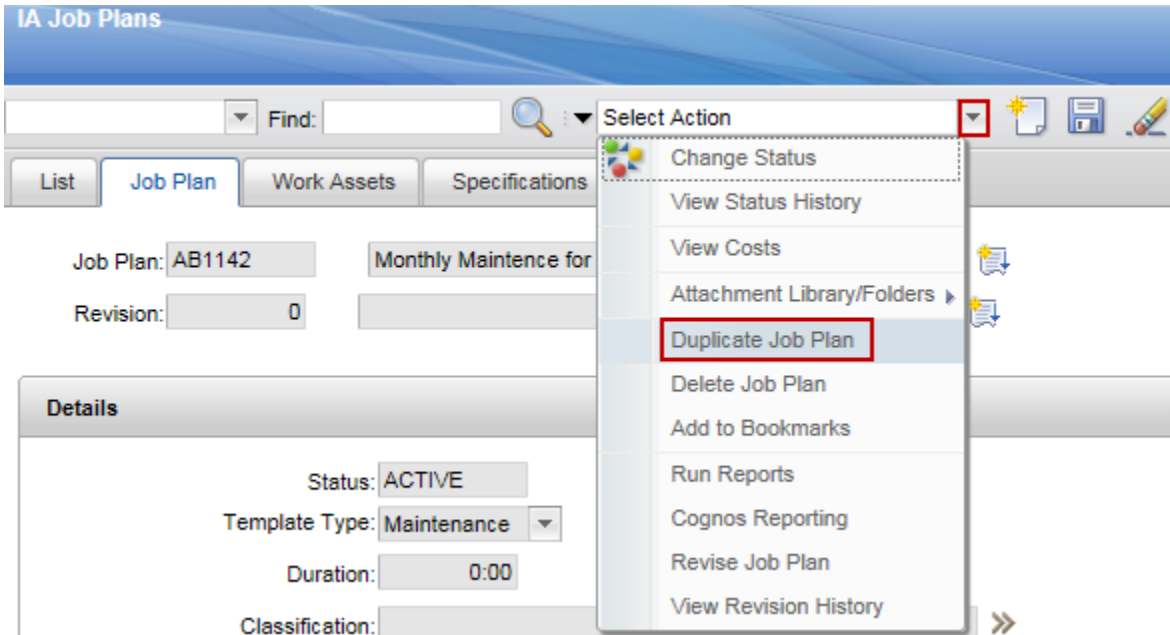 IA Job Plans
Find:
Select Action
List
Job Plan
Work Assets
Specifications
Change Status
View Status History
View Costs
Attachment Library/Folders
Duplicate Job Plan
Delete Job Plan
Add to Bookmarks
Run Reports
Cognos Reporting
Revise Job Plan
View Revision History
Job Plan: AB1142
Monthly Maintence for
Revision: 0
Details
Status: ACTIVE
Template Type: Maintenance
Duration: 0:00
Classification: